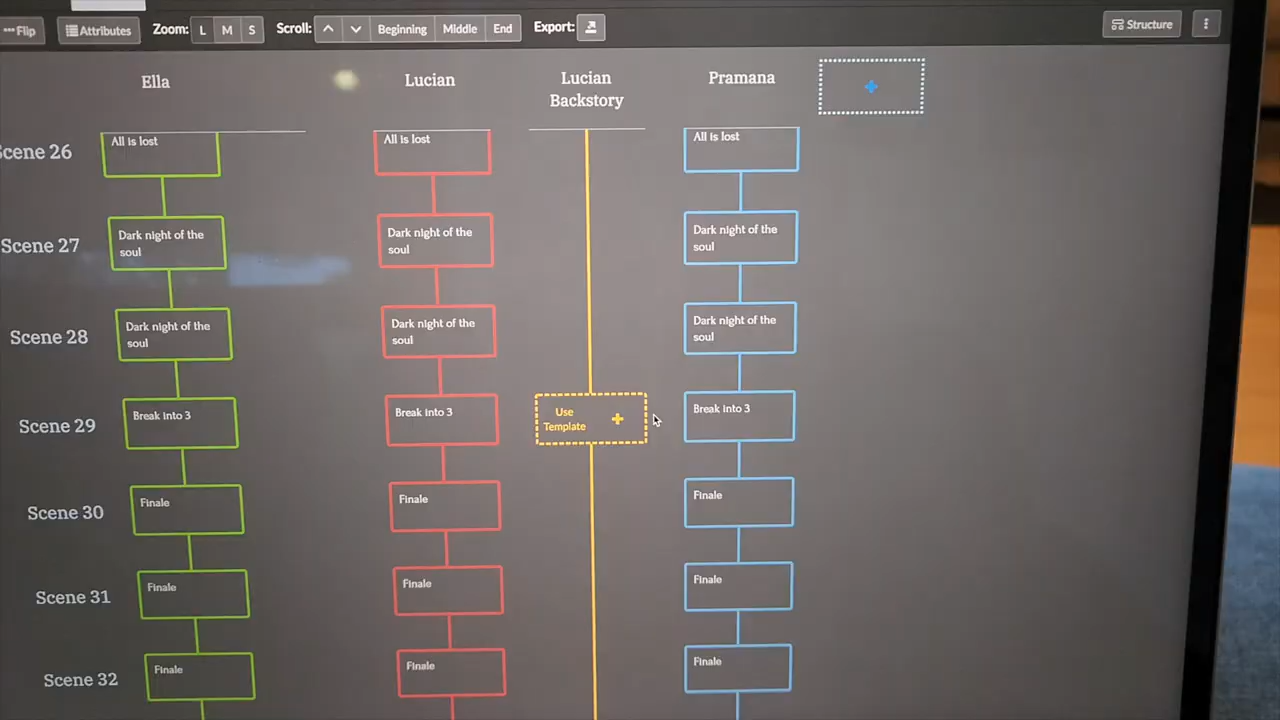 Flip
Attributes
Zoom: L M S
Scroll: Beginning Middle End
Export:
Structure
Ella
Lucian
Lucian
Backstory
Pramana
Scene 26
All is lost
All is lost
All is lost
Scene 27
Dark night of the
soul
Dark night of the
soul
Dark night of the
soul
Scene 28
Dark night of the
soul
Dark night of the
soul
Dark night of the
soul
Scene 29
Break into 3
Break into 3
Use
Template
Break into 3
Scene 30
Finale
Finale
Finale
Scene 31
Finale
Finale
Finale
Scene 32
Finale
Finale
Finale